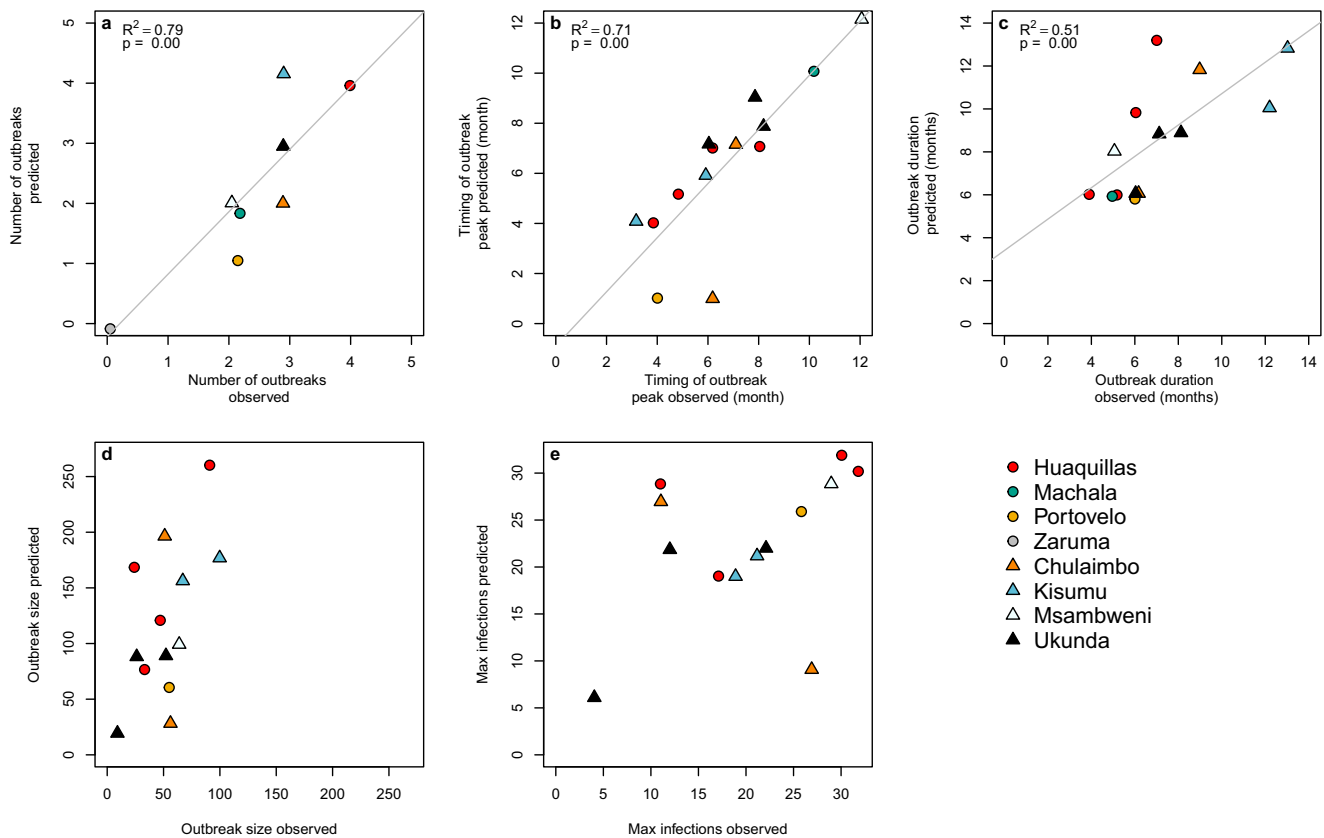 a
R² = 0.79
p = 0.00
5
4
3
2
1
0
Number of outbreaks
predicted
0 1 2 3 4 5
Number of outbreaks
observed
b
R² = 0.71
p = 0.00
12
10
8
6
4
2
0
Timing of outbreak
peak predicted (month)
0 2 4 6 8 10 12
Timing of outbreak
peak observed (month)
c
R² = 0.51
p = 0.00
14
12
10
8
6
4
2
0
Outbreak duration
predicted (months)
0 2 4 6 8 10 12 14
Outbreak duration
observed (months)
d
250
200
150
100
50
0
Outbreak size predicted
0 50 100 150 200 250
Outbreak size observed
e
30
25
20
15
10
5
0
Max infections predicted
0 5 10 15 20 25 30
Max infections observed
Huaquillas
Machala
Portovelo
Zaruma
Chulaimbo
Kisumu
Msambweni
Ukunda